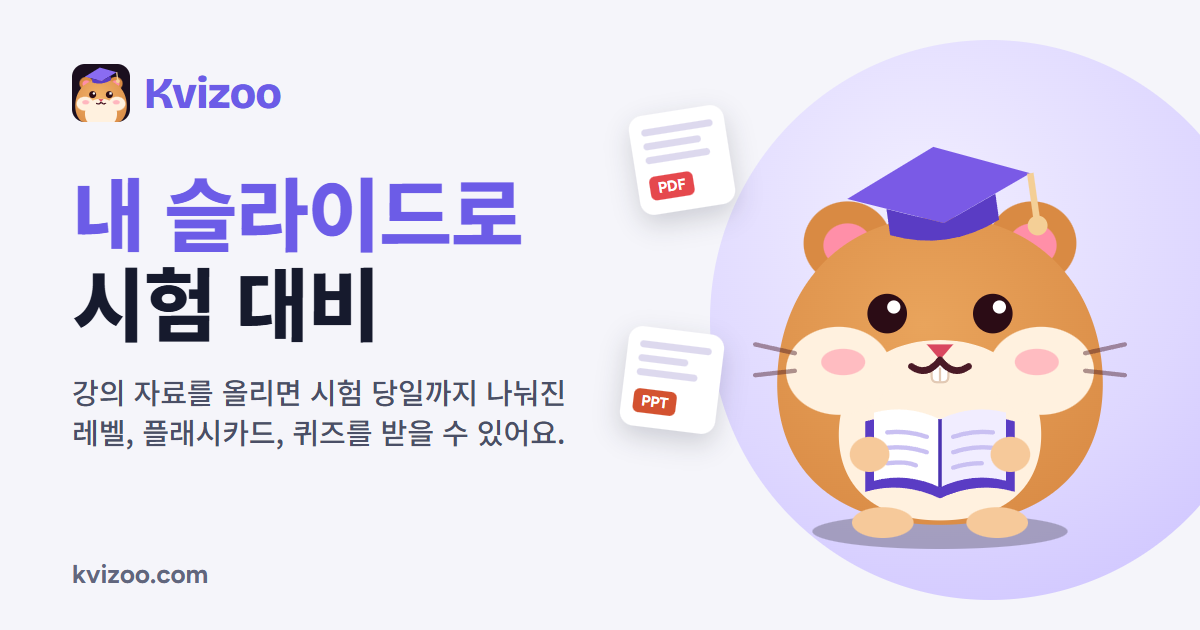 Kvizoo
내 슬라이드로
시험 대비
강의 자료를 올리면 시험 당일까지 나눠진
레벨, 플래시카드, 퀴즈를 받을 수 있어요.
kvizoo.com
PDF
PPT